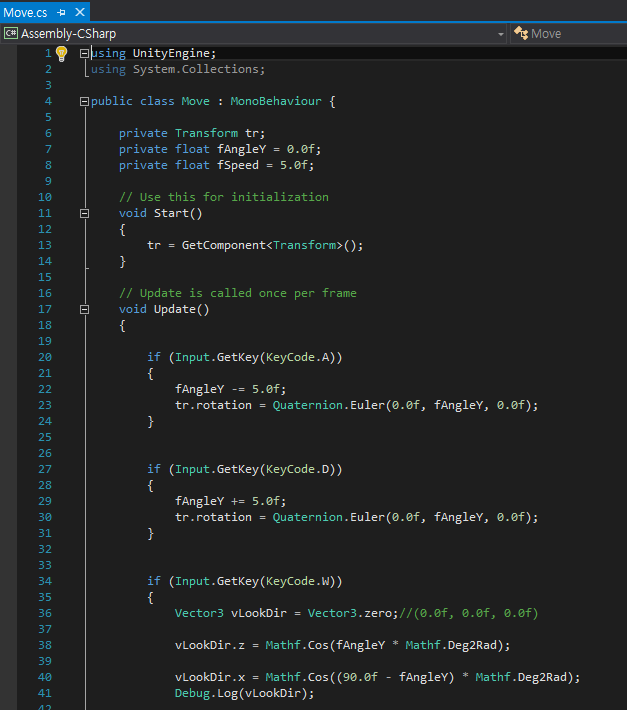 Move.cs
C# Assembly-CSharp
Move
1 using UnityEngine;
2 using System.Collections;
3
4 public class Move : MonoBehaviour {
5
6 private Transform tr;
7 private float fAngleY = 0.0f;
8 private float fSpeed = 5.0f;
9
10 // Use this for initialization
11 void Start()
12 {
13 tr = GetComponent<Transform>();
14 }
15
16 // Update is called once per frame
17 void Update()
18 {
19
20 if (Input.GetKey(KeyCode.A))
21 {
22 fAngleY -= 5.0f;
23 tr.rotation = Quaternion.Euler(0.0f, fAngleY, 0.0f);
24 }
25
26
27 if (Input.GetKey(KeyCode.D))
28 {
29 fAngleY += 5.0f;
30 tr.rotation = Quaternion.Euler(0.0f, fAngleY, 0.0f);
31 }
32
33
34 if (Input.GetKey(KeyCode.W))
35 {
36 Vector3 vLookDir = Vector3.zero;//(0.0f, 0.0f, 0.0f)
37
38 vLookDir.z = Mathf.Cos(fAngleY * Mathf.Deg2Rad);
39
40 vLookDir.x = Mathf.Cos((90.0f - fAngleY) * Mathf.Deg2Rad);
41 Debug.Log(vLookDir);
42